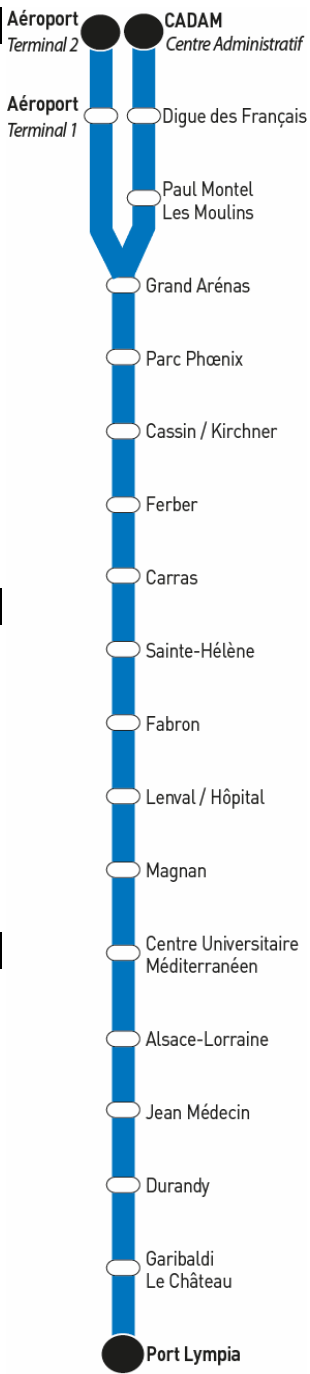 Aéroport
Terminal 2
CADAM
Centre Administratif
Aéroport
Terminal 1
Digue des Français
Paul Montel
Les Moulins
Grand Arénas
Parc Phœnix
Cassin / Kirchner
Ferber
Carras
Sainte-Hélène
Fabron
Lenval / Hôpital
Magnan
Centre Universitaire
Méditerranéen
Alsace-Lorraine
Jean Médecin
Durandy
Garibaldi
Le Château
Port Lympia